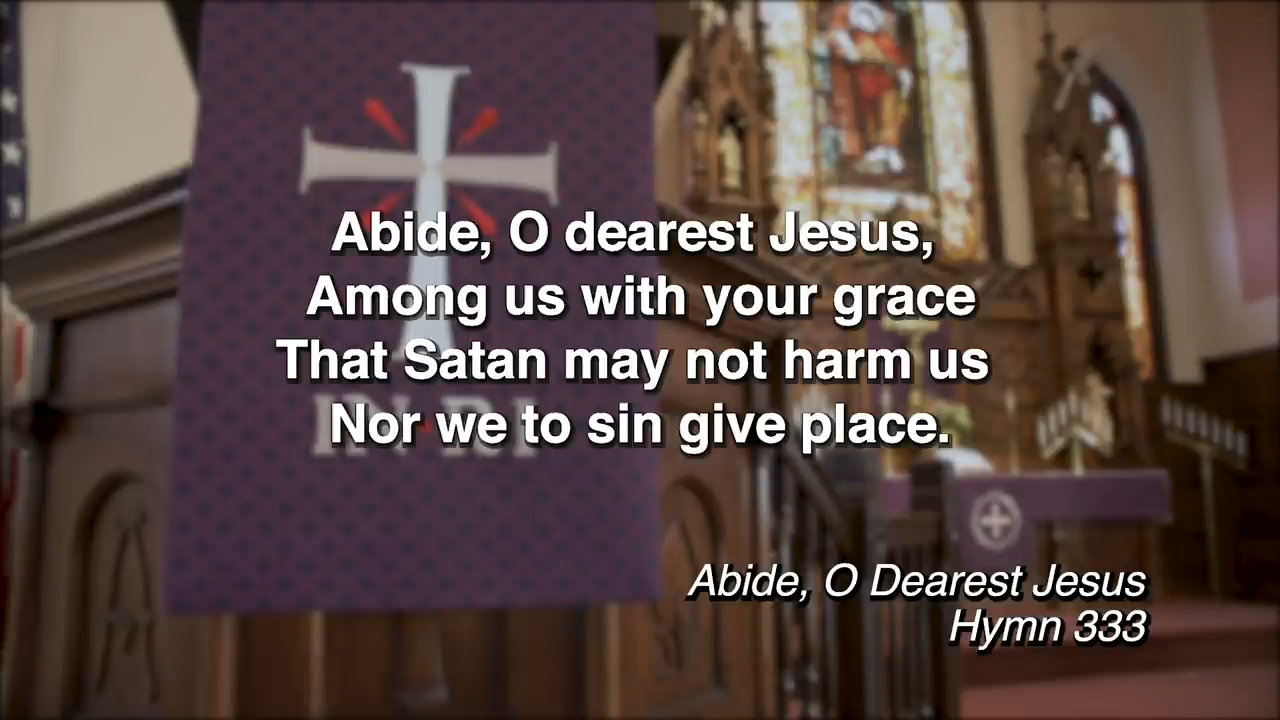 Abide, O dearest Jesus,
Among us with your grace
That Satan may not harm us
Nor we to sin give place.
INRI
Abide, O Dearest Jesus
Hymn 333